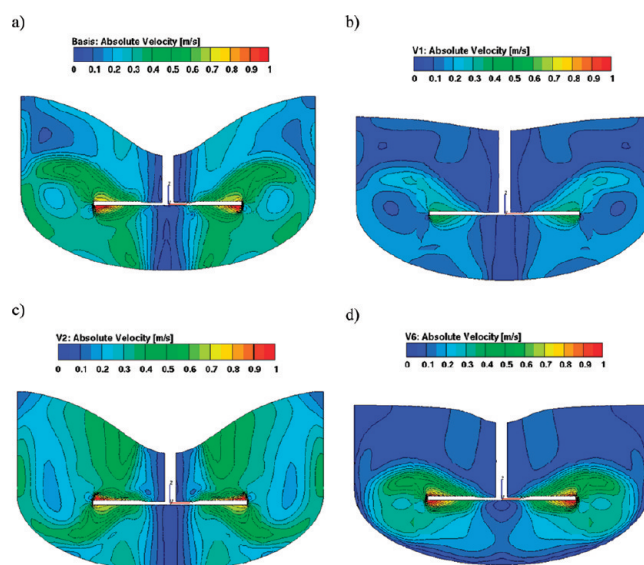 a)
Basis: Absolute Velocity [m/s]
0 0.1 0.2 0.3 0.4 0.5 0.6 0.7 0.8 0.9 1
b)
V1: Absolute Velocity [m/s]
0 0.1 0.2 0.3 0.4 0.5 0.6 0.7 0.8 0.9 1
c)
V2: Absolute Velocity [m/s]
0 0.1 0.2 0.3 0.4 0.5 0.6 0.7 0.8 0.9 1
d)
V6: Absolute Velocity [m/s]
0 0.1 0.2 0.3 0.4 0.5 0.6 0.7 0.8 0.9 1